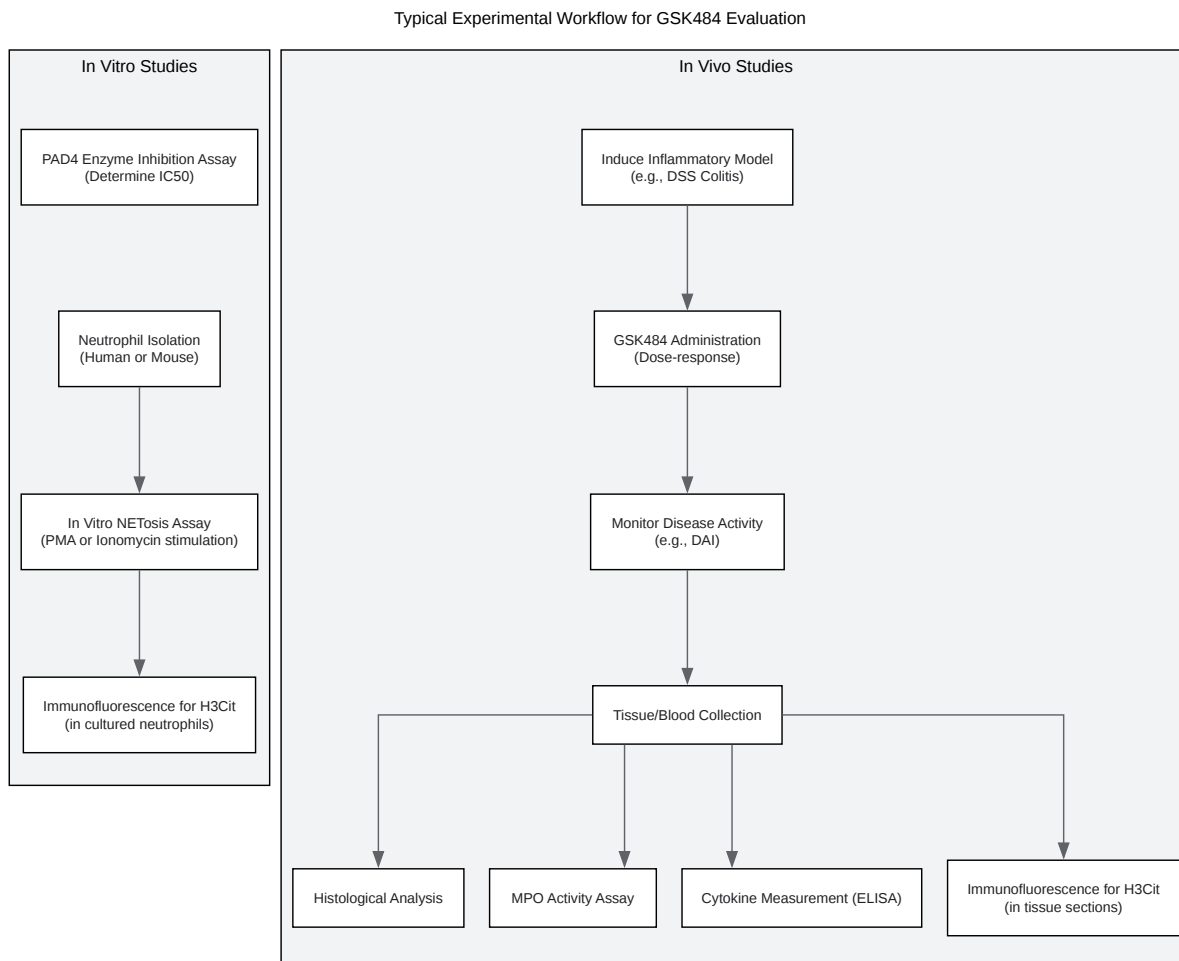 Typical Experimental Workflow for GSK484 Evaluation
In Vitro Studies
PAD4 Enzyme Inhibition Assay
(Determine IC50)
Neutrophil Isolation
(Human or Mouse)
In Vitro NETosis Assay
(PMA or Ionomycin stimulation)
Immunofluorescence for H3Cit
(in cultured neutrophils)
In Vivo Studies
Induce Inflammatory Model
(e.g., DSS Colitis)
GSK484 Administration
(Dose-response)
Monitor Disease Activity
(e.g., DAI)
Tissue/Blood Collection
Histological Analysis
MPO Activity Assay
Cytokine Measurement (ELISA)
Immunofluorescence for H3Cit
(in tissue sections)